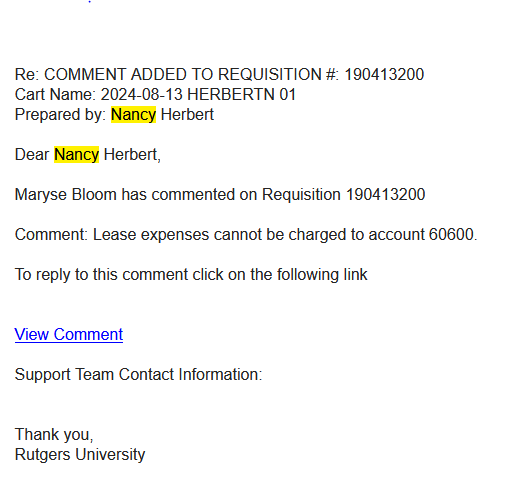 Re: COMMENT ADDED TO REQUISITION #: 190413200
Cart Name: 2024-08-13 HERBERTN 01
Prepared by: Nancy Herbert
Dear Nancy Herbert,
Maryse Bloom has commented on Requisition 190413200
Comment: Lease expenses cannot be charged to account 60600.
To reply to this comment click on the following link
View Comment
Support Team Contact Information:
Thank you,
Rutgers University